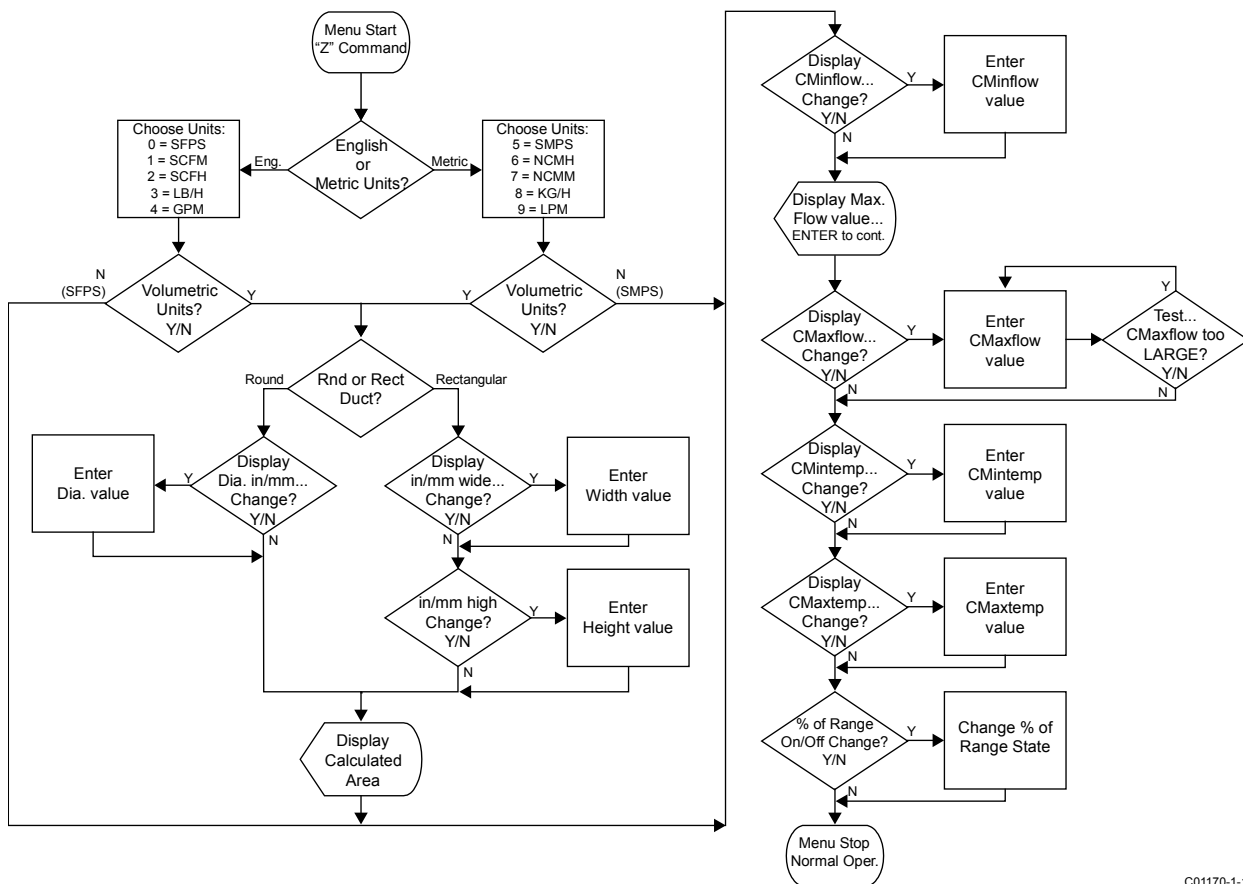 Menu Start
“Z” Command
Choose Units:
0 = SFPS
1 = SCFM
2 = SCFH
3 = LB/H
4 = GPM
Eng.
English
or
Metric Units?
Metric
Choose Units:
5 = SMPS
6 = NCMH
7 = NCMM
8 = KG/H
9 = LPM
N
(SFPS)
Volumetric
Units?
Y/N
Y
Y
Volumetric
Units?
Y/N
N
(SMPS)
Round
Rnd or Rect
Duct?
Rectangular
Enter
Dia. value
Y
Display
Dia. in/mm...
Change?
Y/N
N
Display
in/mm wide...
Change?
Y/N
Y
N
Enter
Width value
in/mm high
Change?
Y/N
Y
N
Enter
Height value
Display
Calculated
Area
Display
CMinflow...
Change?
Y/N
Y
N
Enter
CMinflow
value
Display Max.
Flow value...
ENTER to cont.
Display
CMaxflow...
Change?
Y/N
Y
N
Enter
CMaxflow
value
Y
Test...
CMaxflow too
LARGE?
Y/N
N
Display
CMintemp...
Change?
Y/N
Y
N
Enter
CMintemp
value
Display
CMaxtemp...
Change?
Y/N
Y
N
Enter
CMaxtemp
value
% of Range
On/Off Change?
Y/N
Y
N
Change % of
Range State
Menu Stop
Normal Oper.